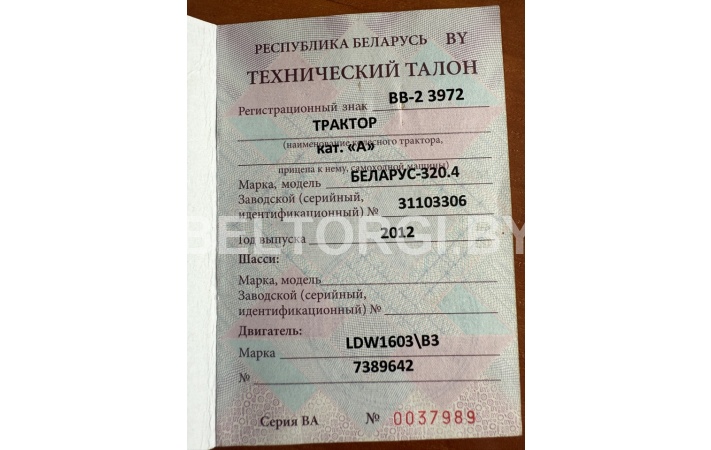 РЕСПУБЛИКА БЕЛАРУСЬ BY
ТЕХНИЧЕСКИЙ ТАЛОН
Регистрационный знак ВВ-2 3972
ТРАКТОР
(наименование колесного трактора,
кат. «А»
прицепа к нему, самоходной машины)
Марка, модель БЕЛАРУС-320.4
Заводской (серийный,
идентификационный) № 31103306
Год выпуска 2012
BELTORGI.BY
Шасси:
Марка, модель
Заводской (серийный,
идентификационный) №
Двигатель:
Марка LDW1603\B3
№ 7389642
Серия ВА № 0037989